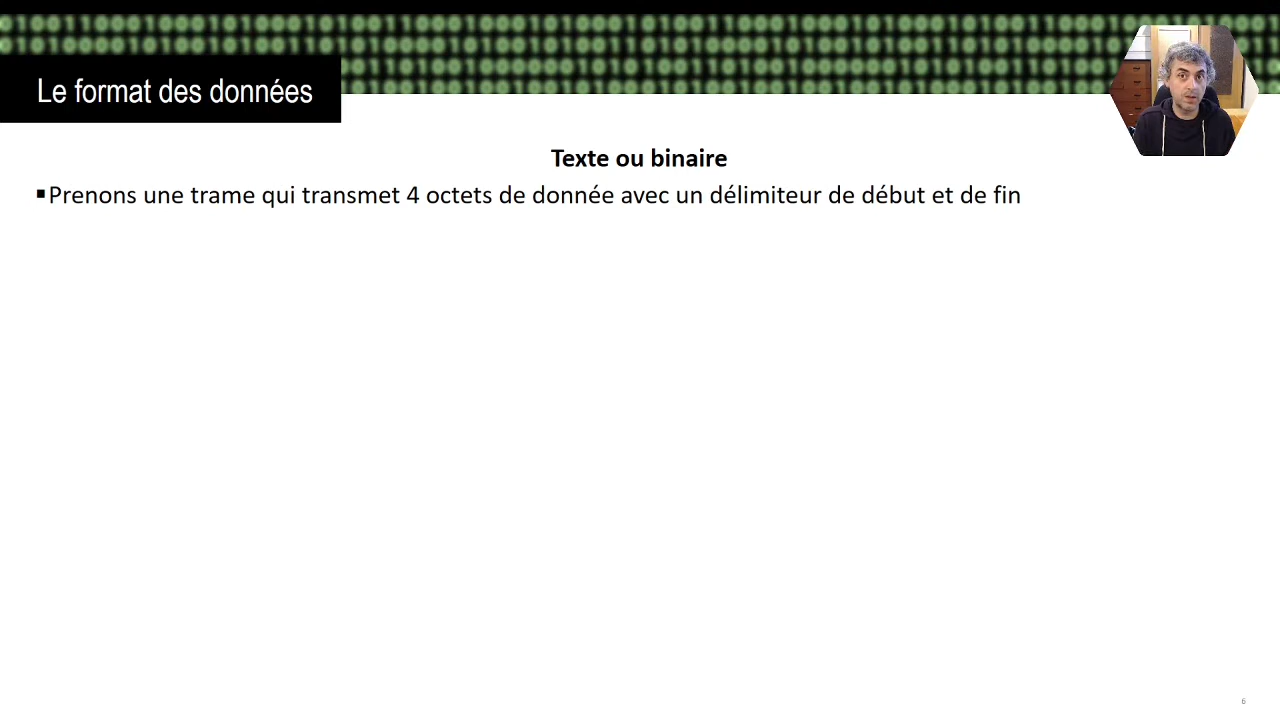 Le format des données
Texte ou binaire
▪Prenons une trame qui transmet 4 octets de donnée avec un délimiteur de début et de fin
6